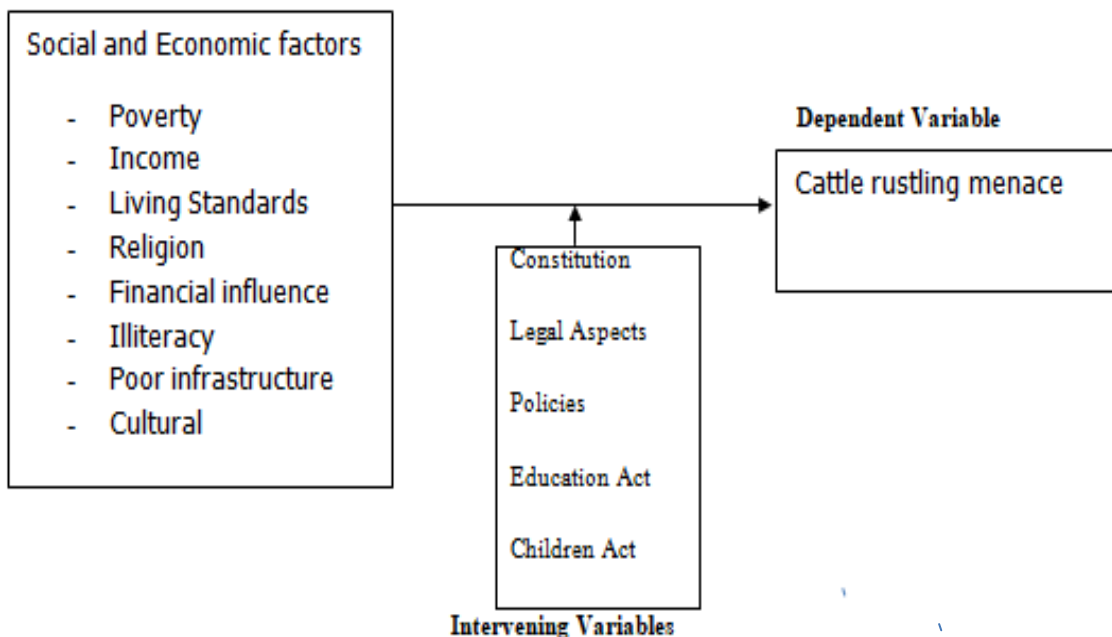 Social and Economic factors
- Poverty
- Income
- Living Standards
- Religion
- Financial influence
- Illiteracy
- Poor infrastructure
- Cultural
Constitution
Legal Aspects
Policies
Education Act
Children Act
Intervening Variables
Dependent Variable
Cattle rustling menace